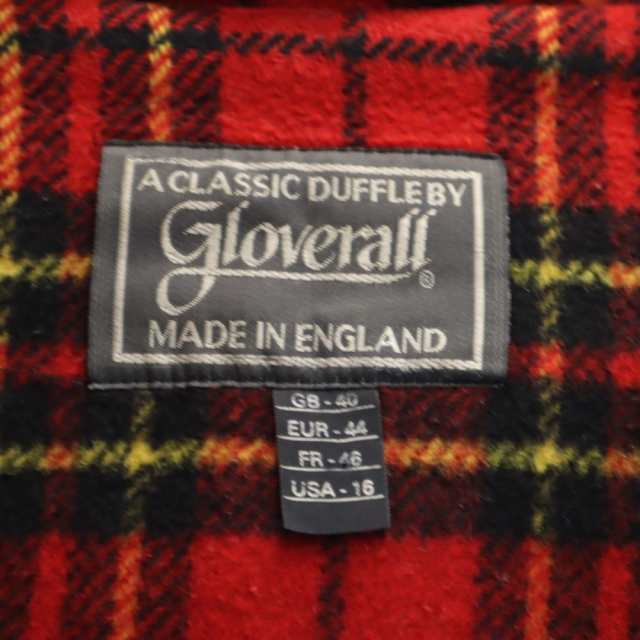 A CLASSIC DUFFLE BY
Gloverall®
MADE IN ENGLAND
GB - 40
EUR - 44
FR - 46
USA - 16